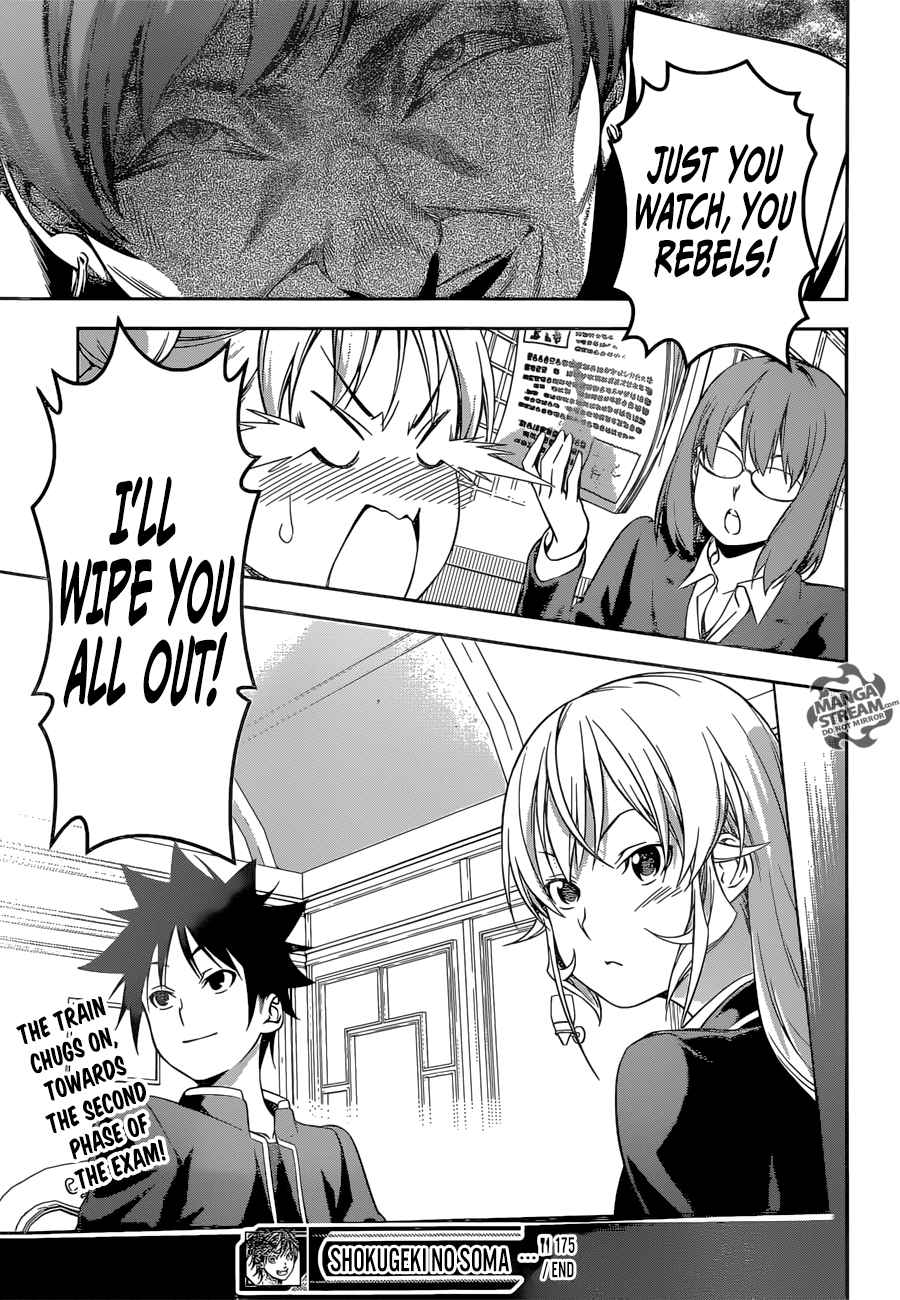 JUST YOU
WATCH, YOU
REBELS!
I'LL
WIPE YOU
ALL OUT!
MANGA
STREAM.com
DO NOT MIRROR
THE TRAIN
CHUGS ON,
TOWARDS
THE SECOND
PHASE OF
THE EXAM!
SHOKUGEKI NO SOMA ... 175
/ END